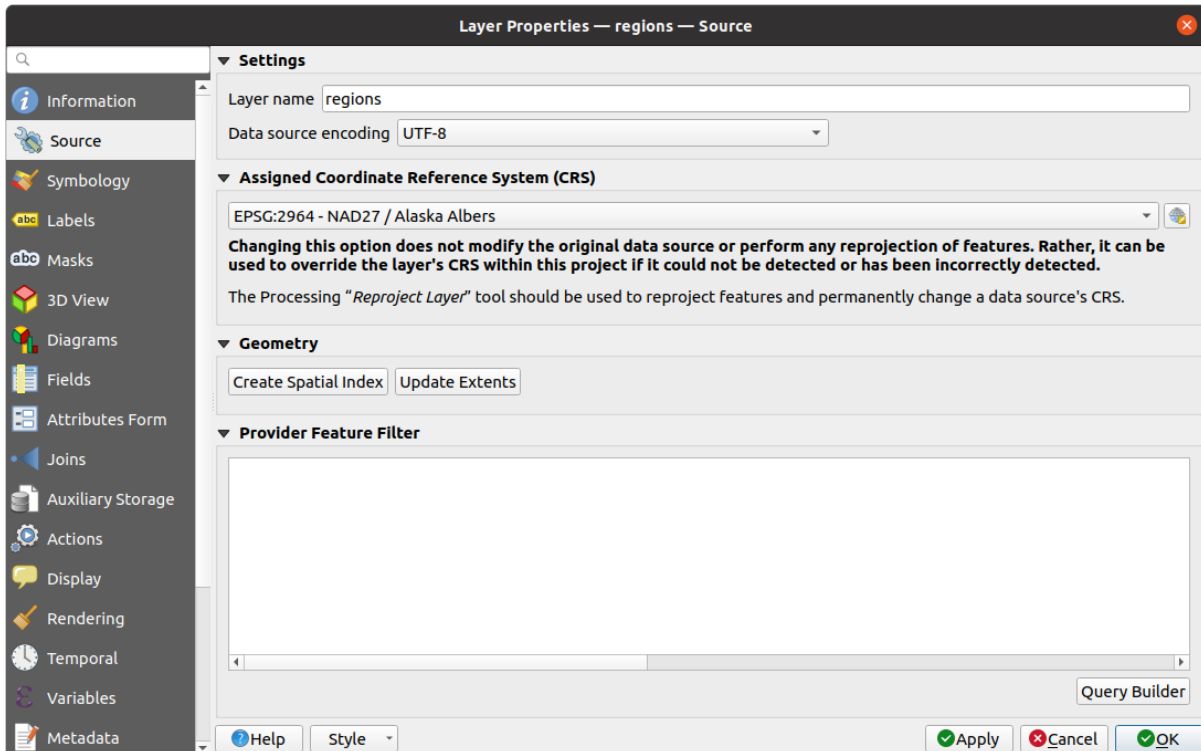 Layer Properties — regions — Source
Information
Source
Symbology
abc Labels
abc Masks
3D View
Diagrams
Fields
Attributes Form
Joins
Auxiliary Storage
Actions
Display
Rendering
Temporal
Variables
Metadata
Settings
Layer name regions
Data source encoding UTF-8
Assigned Coordinate Reference System (CRS)
EPSG:2964 - NAD27 / Alaska Albers
Changing this option does not modify the original data source or perform any reprojection of features. Rather, it can be
used to override the layer's CRS within this project if it could not be detected or has been incorrectly detected.
The Processing “Reproject Layer” tool should be used to reproject features and permanently change a data source's CRS.
Geometry
Create Spatial Index Update Extents
Provider Feature Filter
Query Builder
Help Style Apply Cancel OK